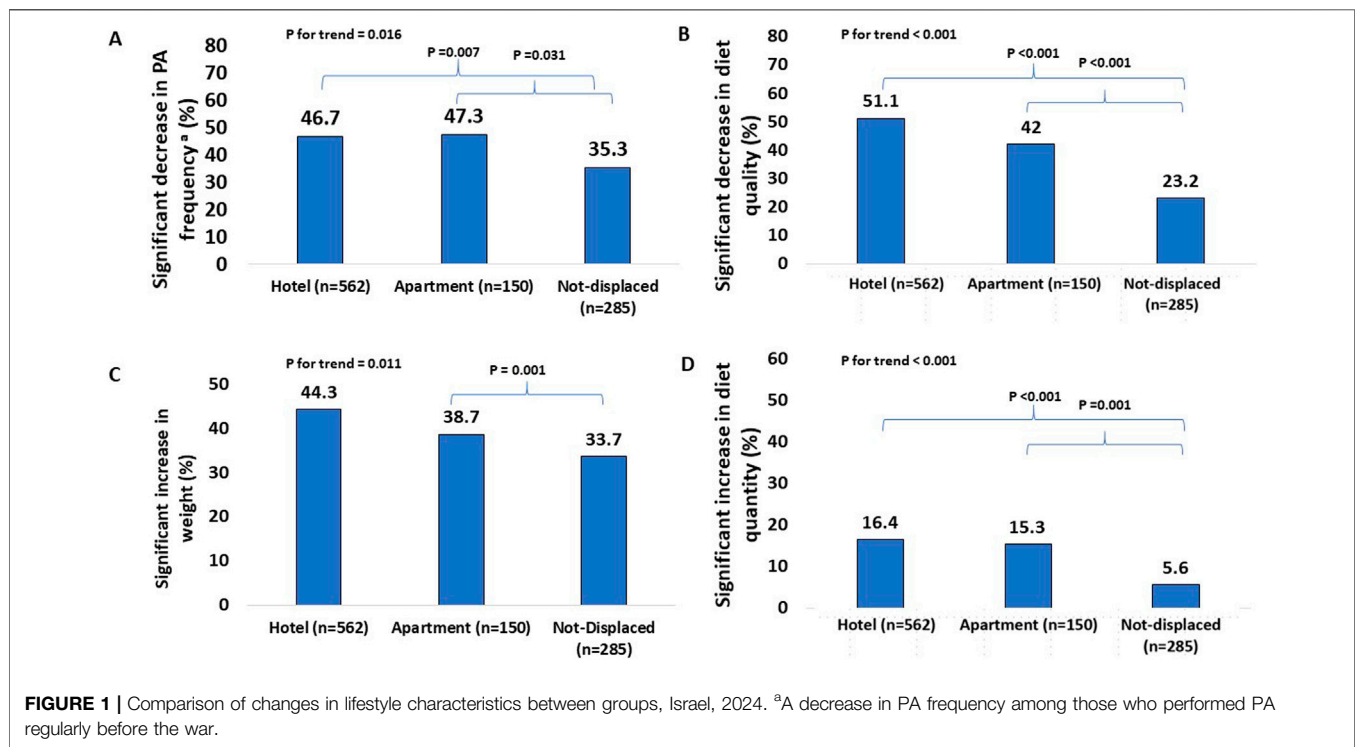 A
P for trend = 0.016
P =0.007
P =0.031
Significant decrease in PA
frequency ᵃ (%)
80
70
60
50
40
30
20
10
0
46.7
47.3
35.3
Hotel (n=562)
Apartment (n=150)
Not-displaced
(n=285)
B
P for trend < 0.001
P <0.001
P <0.001
Significant decrease in diet
quality (%)
80
70
60
50
40
30
20
10
0
51.1
42
23.2
Hotel (n=562)
Apartment (n=150)
Not-displaced
(n=285)
C
P for trend = 0.011
P = 0.001
Significant increase in
weight (%)
50
40
30
20
10
0
44.3
38.7
33.7
Hotel (n=562)
Apartment (n=150)
Not-Displaced
(n=285)
D
P for trend < 0.001
P <0.001
P =0.001
Significant increase in diet
quantity (%)
60
50
40
30
20
10
0
16.4
15.3
5.6
Hotel (n=562)
Apartment (n=150)
Not-displaced
(n=285)
FIGURE 1 | Comparison of changes in lifestyle characteristics between groups, Israel, 2024. ᵃA decrease in PA frequency among those who performed PA
regularly before the war.